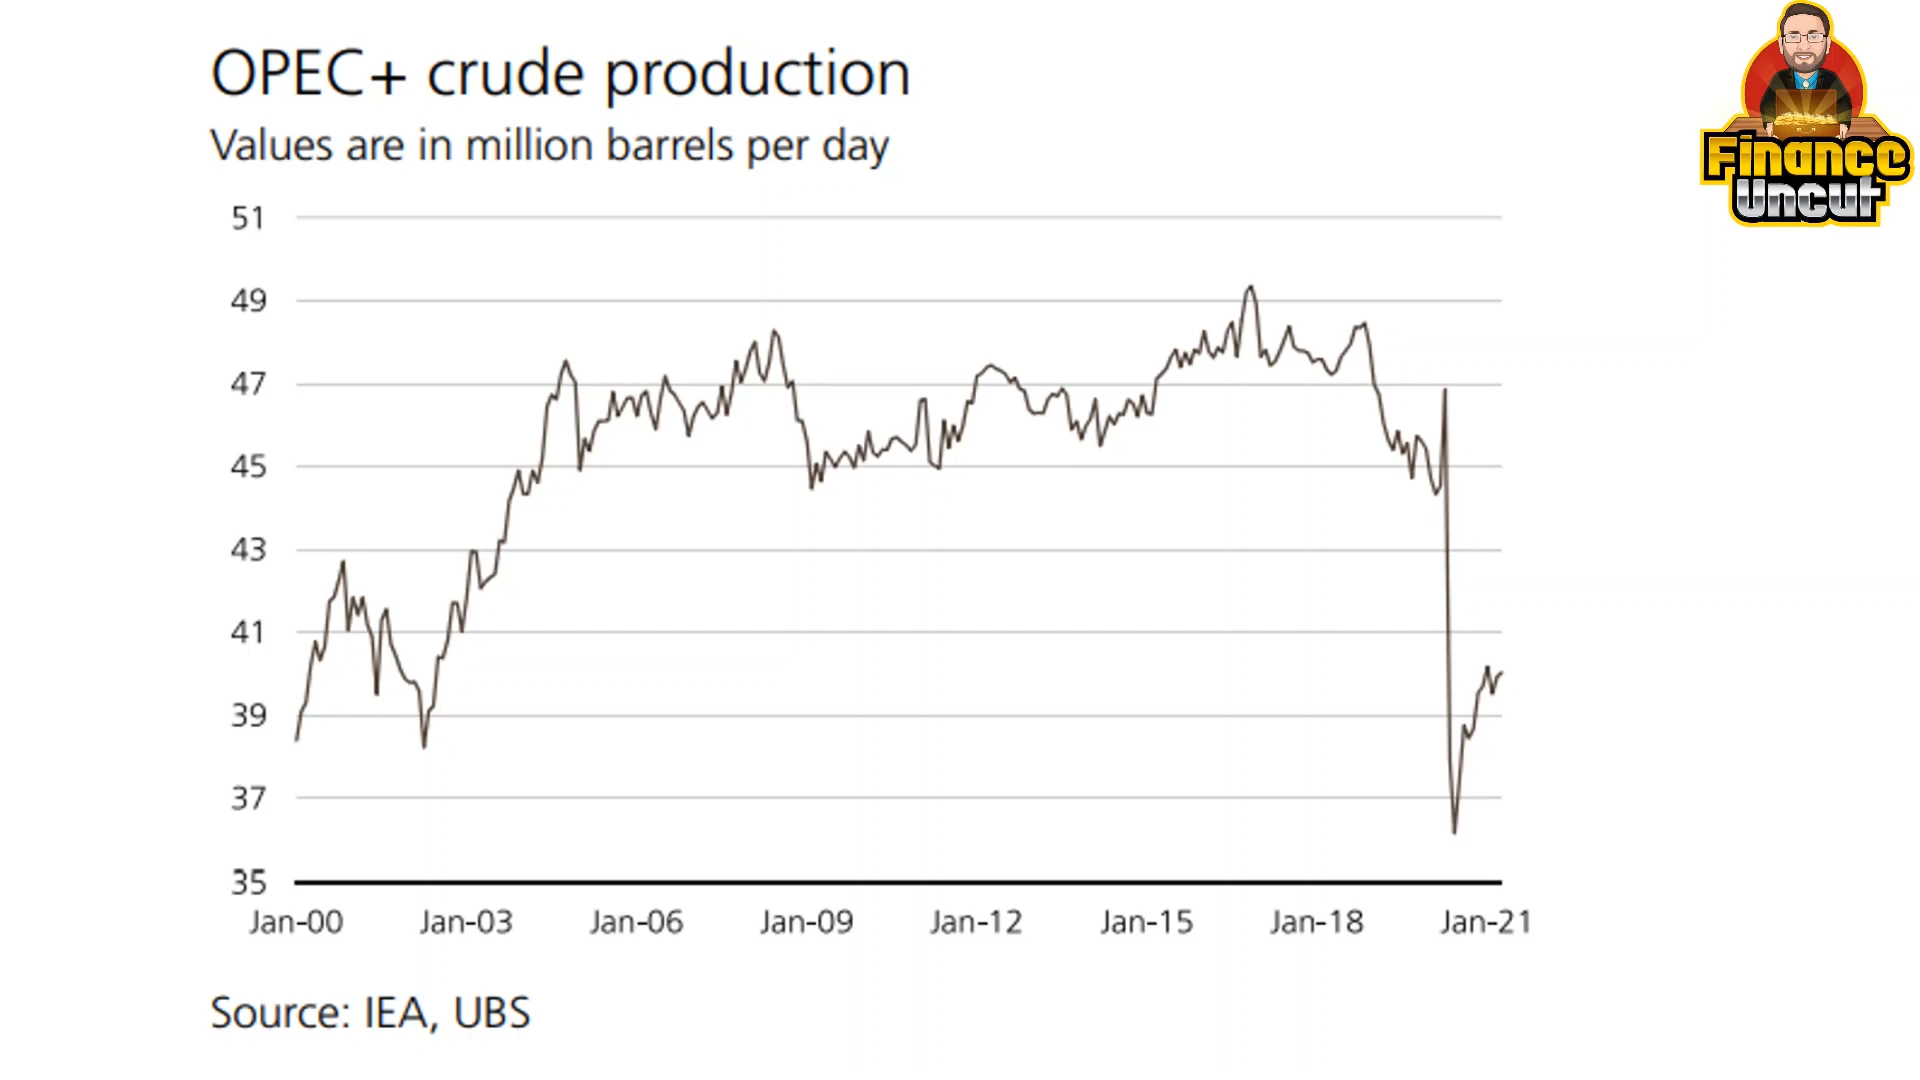 OPEC+ crude production
Values are in million barrels per day
Finance
Uncut
51
49
47
45
43
41
39
37
35
Jan-00 Jan-03 Jan-06 Jan-09 Jan-12 Jan-15 Jan-18 Jan-21
Source: IEA, UBS